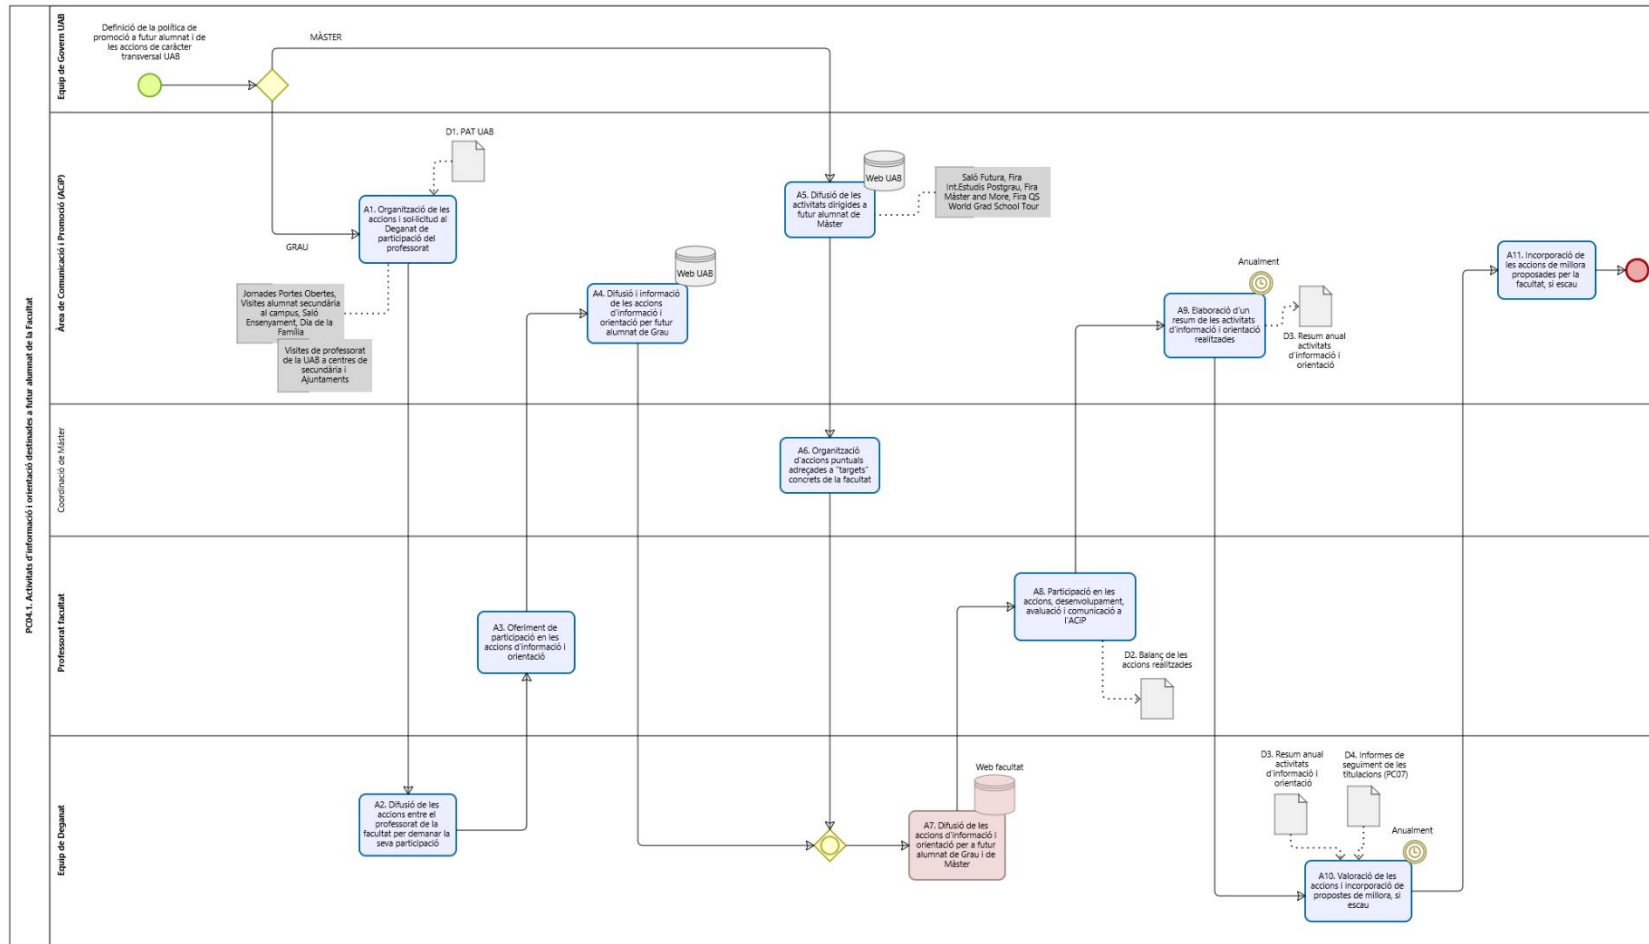 PC04.1. Activitats d'informació i orientació destinades a futur alumnat de la Facultat
Equip de Govern UAB
Definició de la política de
promoció a futur alumnat i de
les accions de caràcter
transversal UAB
MÀSTER
GRAU
Àrea de Comunicació i Promoció (ACiP)
D1. PAT UAB
A1. Organització de les
accions i sol·licitud al
Deganat de
participació del
professorat
Jornades Portes Obertes,
Visites alumnat secundària
al campus, Saló
Ensenyament, Dia de la
Família
Visites de professorat
de la UAB a centres de
secundària i
Ajuntaments
Web UAB
A4. Difusió i informació
de les accions
d'informació i
orientació per futur
alumnat de Grau
Web UAB
A5. Difusió de les
activitats dirigides a
futur alumnat de
Màster
Saló Futura, Fira
Int.Estudis Postgrau, Fira
Màster and More, Fira QS
World Grad School Tour
Anualment
A9. Elaboració d'un
resum de les activitats
d'informació i orientació
realitzades
D3. Resum anual
activitats
d'informació i
orientació
A11. Incorporació de
les accions de millora
proposades per la
facultat, si escau
Coordinació de Màster
A6. Organització
d'accions puntuals
adreçades a "targets"
concrets de la facultat
Professorat facultat
A3. Oferiment de
participació en les
accions d'informació i
orientació
A8. Participació en les
accions, desenvolupament,
avaluació i comunicació a
l'ACiP
D2. Balanç de les
accions realitzades
Equip de Deganat
A2. Difusió de les
accions entre el
professorat de la
facultat per demanar la
seva participació
Web facultat
A7. Difusió de les
accions d'informació i
orientació per a futur
alumnat de Grau i de
Màster
D3. Resum anual
activitats
d'informació i
orientació
D4. Informes de
seguiment de les
titulacions (PC07)
Anualment
A10. Valoració de les
accions i incorporació de
propostes de millora, si
escau